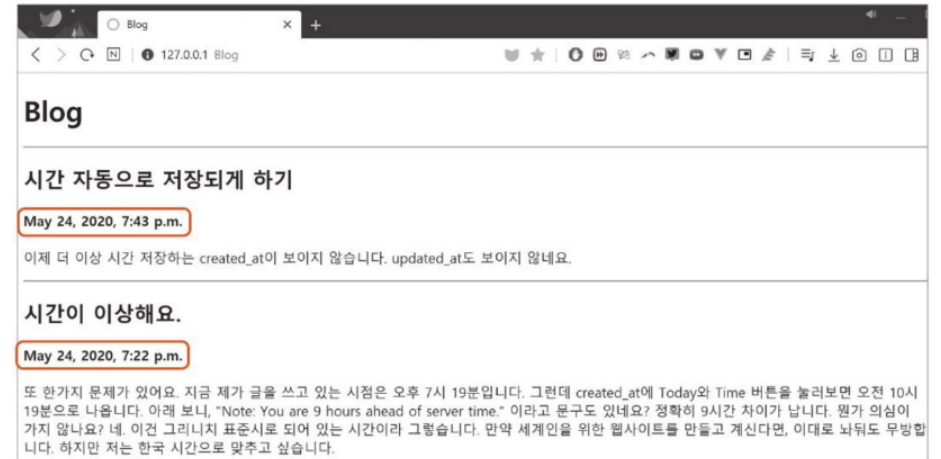 Blog
127.0.0.1 Blog
Blog
시간 자동으로 저장되게 하기
May 24, 2020, 7:43 p.m.
이제 더 이상 시간 저장하는 created_at이 보이지 않습니다. updated_at도 보이지 않네요.
시간이 이상해요.
May 24, 2020, 7:22 p.m.
또 한가지 문제가 있어요. 지금 제가 글을 쓰고 있는 시점은 오후 7시 19분입니다. 그런데 created_at에 Today와 Time 버튼을 눌러보면 오전 10시
19분으로 나옵니다. 아래 보니, "Note: You are 9 hours ahead of server time." 이라고 문구도 있네요? 정확히 9시간 차이가 납니다. 뭔가 의심이
가지 않나요? 네. 이건 그리니치 표준시로 되어 있는 시간이라 그렇습니다. 만약 세계인을 위한 웹사이트를 만들고 계신다면, 이대로 놔둬도 무방합
니다. 하지만 저는 한국 시간으로 맞추고 싶습니다.